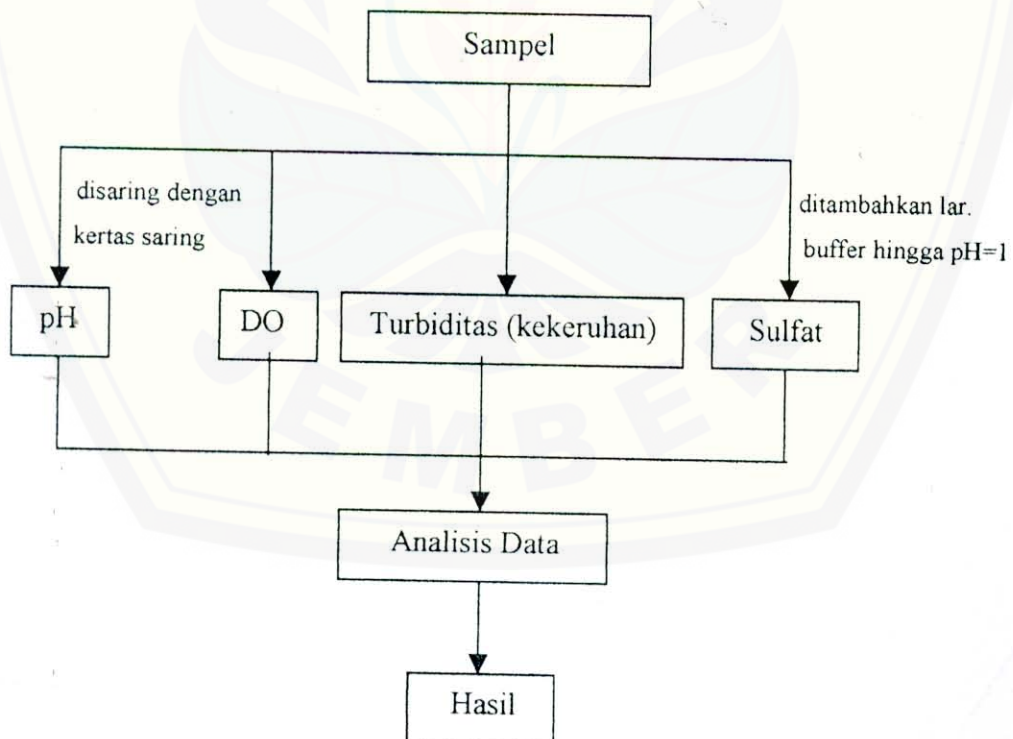 Sampel
disaring dengan
kertas saring
ditambahkan lar.
buffer hingga pH=1
pH
DO
Turbiditas (kekeruhan)
Sulfat
JEMBER
Analisis Data
Hasil